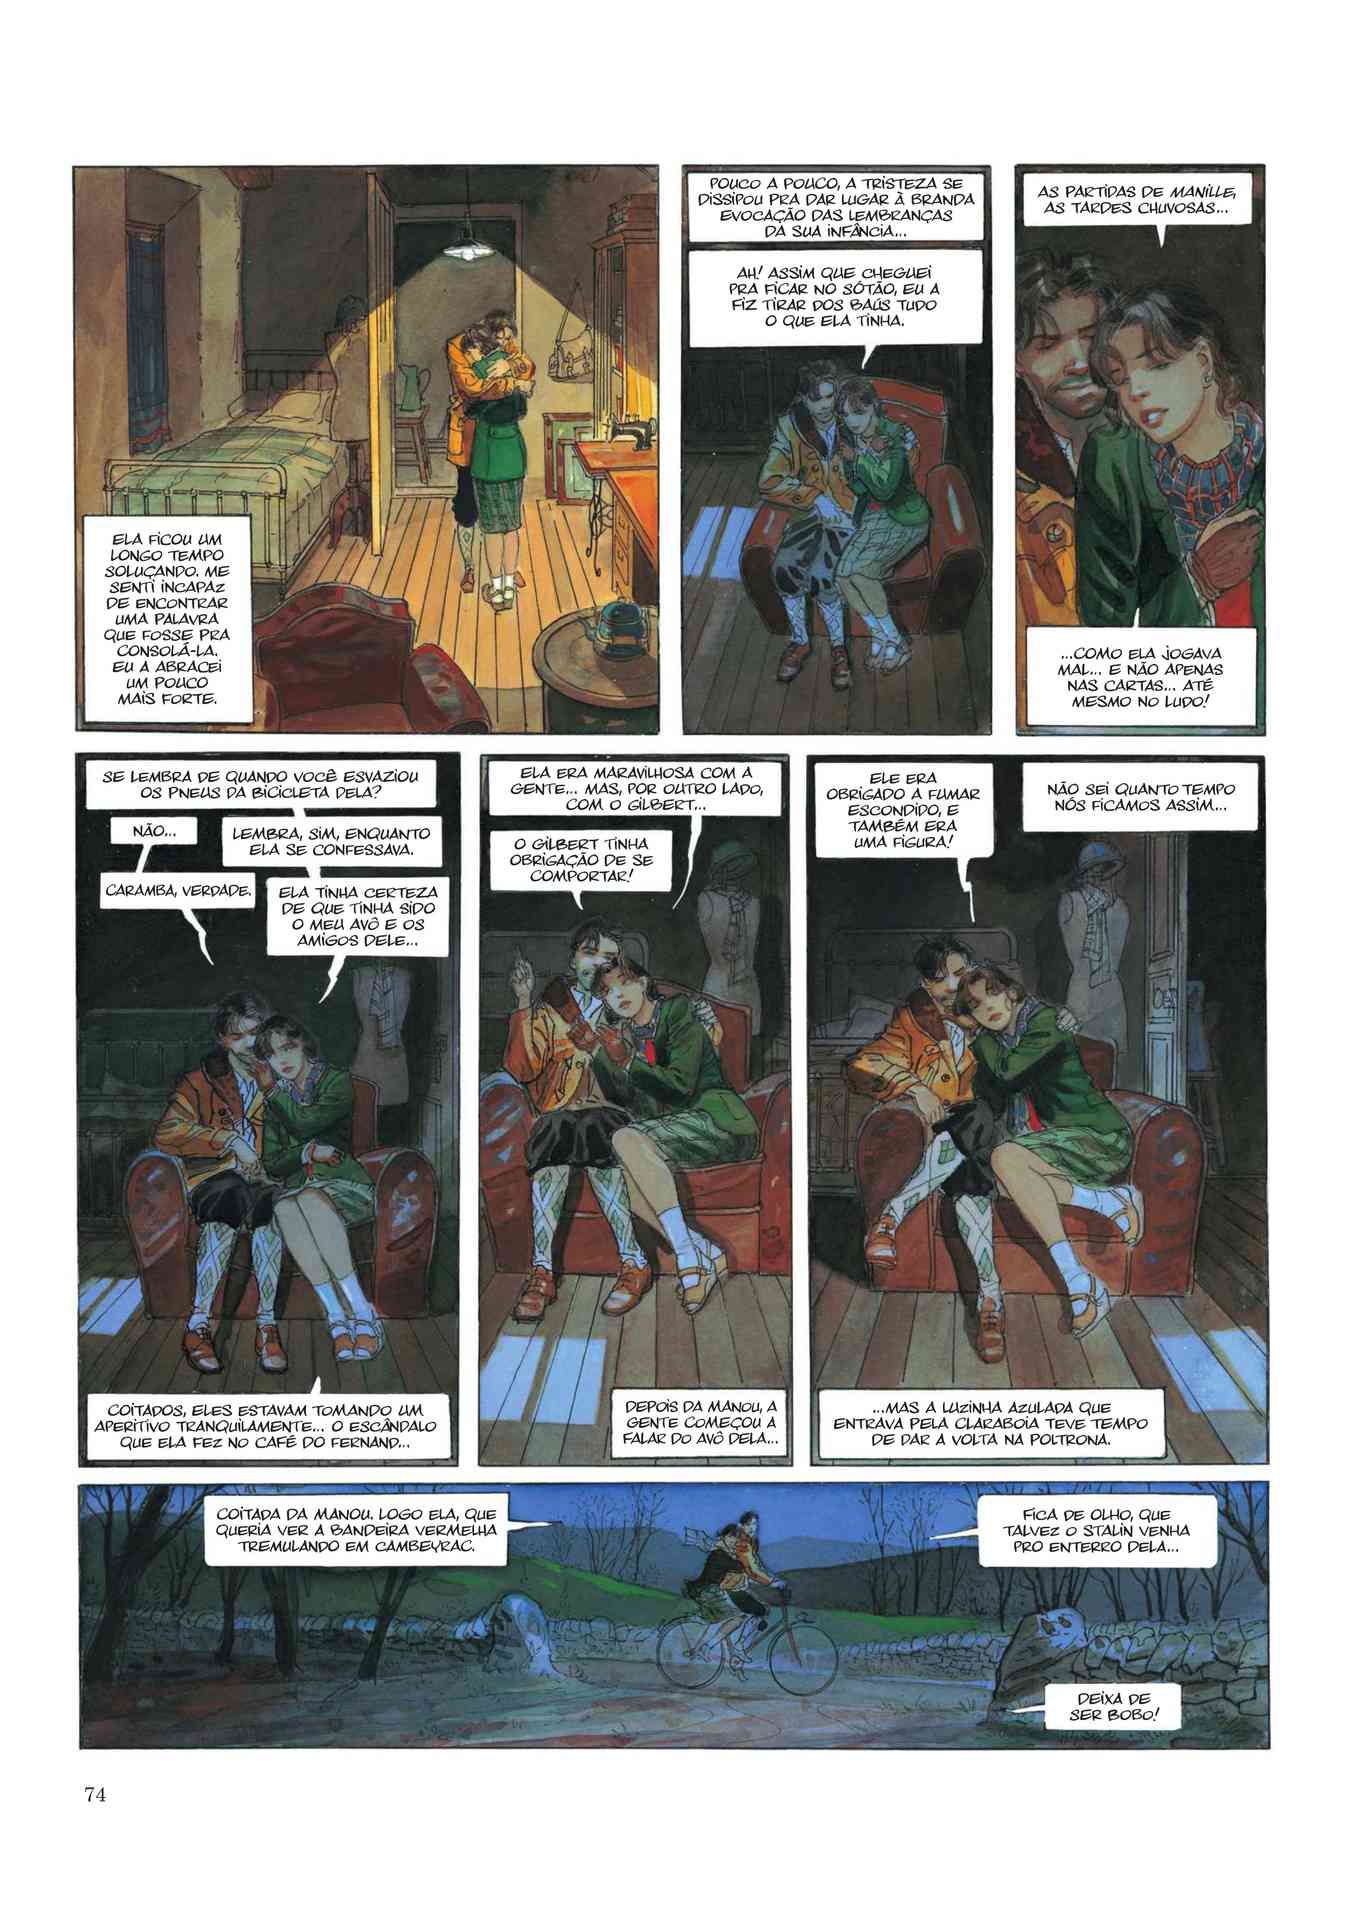 ELA FICOU UM
LONGO TEMPO
SOLUÇANDO. ME
SENTI INCAPAZ
DE ENCONTRAR
UMA PALAVRA
QUE FOSSE PRA
CONSOLÁ-LA.
EU A ABRACEI
UM POUCO
MAIS FORTE.
POUCO A POUCO, A TRISTEZA SE
DISSIPOU PRA DAR LUGAR À BRANDA
EVOCAÇÃO DAS LEMBRANÇAS
DA SUA INFÂNCIA...
AH! ASSIM QUE CHEGUEI
PRA FICAR NO SÓTÃO, EU A
FIZ TIRAR DOS BAÚS TUDO
O QUE ELA TINHA.
AS PARTIDAS DE MANILLE,
AS TARDES CHUVOSAS...
...COMO ELA JOGAVA
MAL... E NÃO APENAS
NAS CARTAS... ATÉ
MESMO NO LUDO!
SE LEMBRA DE QUANDO VOCÊ ESVAZIOU
OS PNEUS DA BICICLETA DELA?
NÃO...
LEMBRA, SIM, ENQUANTO
ELA SE CONFESSAVA.
CARAMBA, VERDADE.
ELA TINHA CERTEZA
DE QUE TINHA SIDO
O MEU AVÔ E OS
AMIGOS DELE...
COITADOS, ELES ESTAVAM TOMANDO UM
APERITIVO TRANQUILAMENTE... O ESCÂNDALO
QUE ELA FEZ NO CAFÉ DO FERNAND...
ELA ERA MARAVILHOSA COM A
GENTE... MAS, POR OUTRO LADO,
COM O GILBERT...
O GILBERT TINHA
OBRIGAÇÃO DE SE
COMPORTAR!
DEPOIS DA MANOU, A
GENTE COMEÇOU A
FALAR DO AVÔ DELA...
ELE ERA
OBRIGADO A FUMAR
ESCONDIDO, E
TAMBÉM ERA
UMA FIGURA!
NÃO SEI QUANTO TEMPO
NÓS FICAMOS ASSIM...
...MAS A LUZINHA AZULADA QUE
ENTRAVA PELA CLARABOIA TEVE TEMPO
DE DAR A VOLTA NA POLTRONA.
COITADA DA MANOU. LOGO ELA, QUE
QUERIA VER A BANDEIRA VERMELHA
TREMULANDO EM CAMBEYRAC.
FICA DE OLHO, QUE
TALVEZ O STALIN VENHA
PRO ENTERRO DELA...
DEIXA DE
SER BOBO!
74